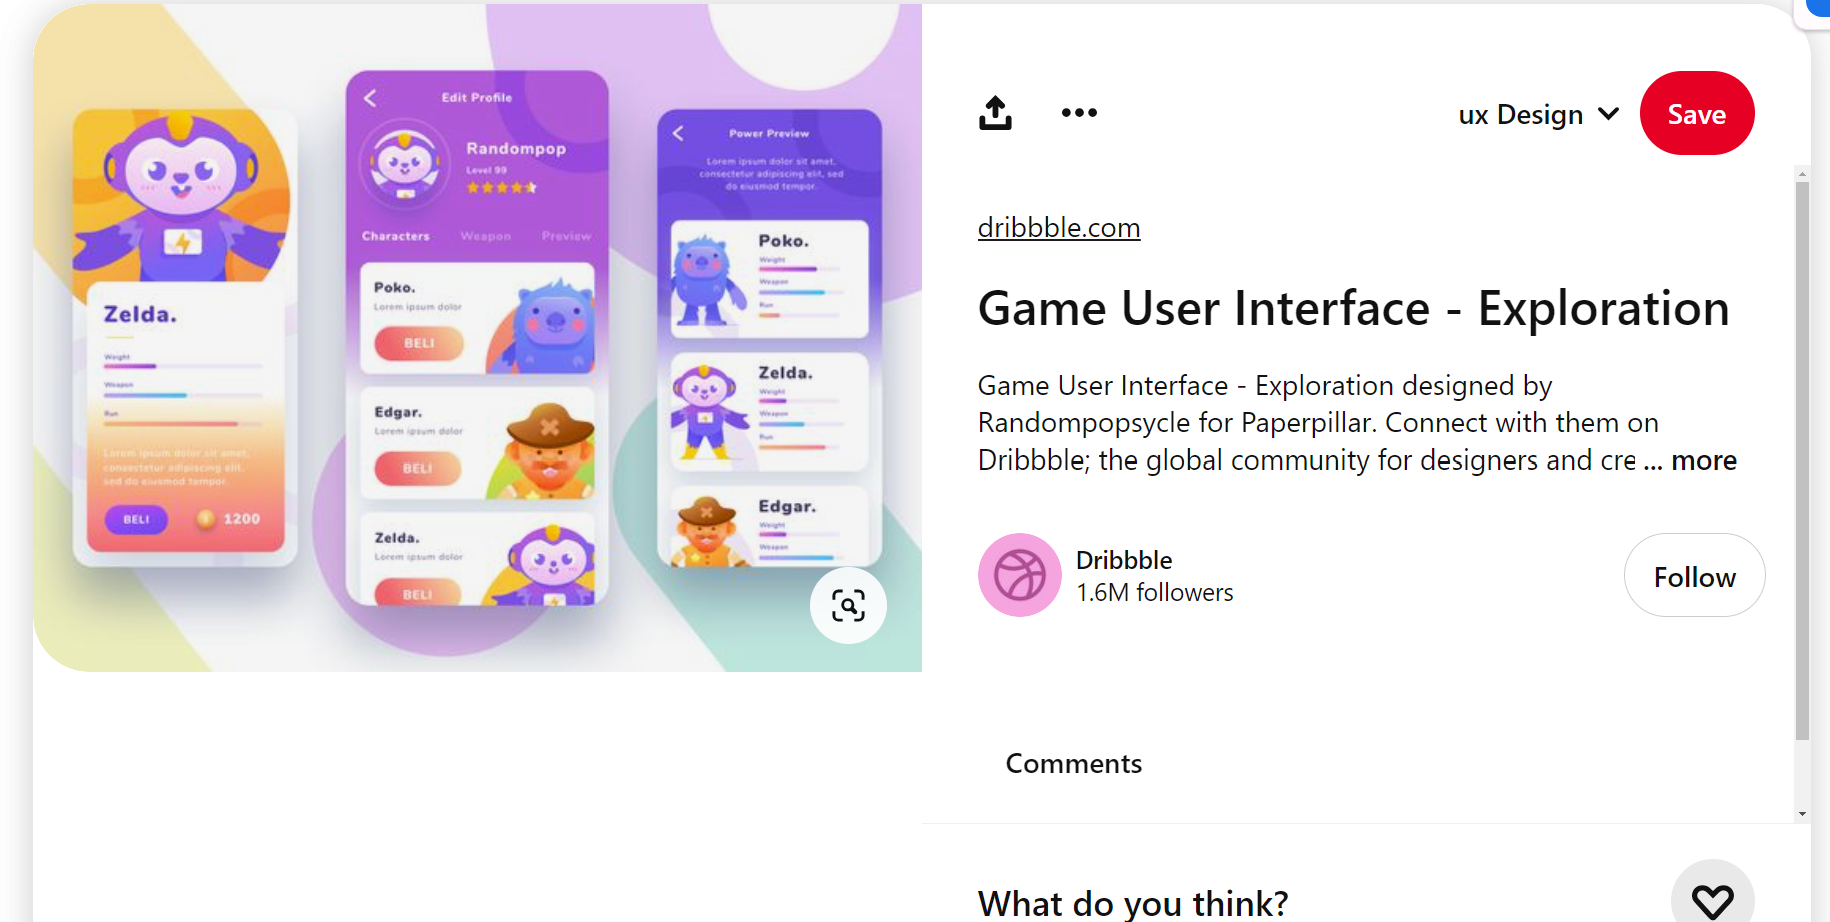 Zelda.
Weight
Weapon
Run
Lorem ipsum dolor sit amet,
consectetur adipiscing elit,
sed do eiusmod tempor.
BELI
1200
Edit Profile
Randompop
Level 99
Characters Weapon Preview
Poko.
Lorem ipsum dolor
BELI
Edgar.
Lorem ipsum dolor
BELI
Zelda.
Lorem ipsum dolor
BELI
Power Preview
Lorem ipsum dolor sit amet,
consectetur adipiscing elit, sed
do eiusmod tempor.
Poko.
Weight
Weapon
Run
Zelda.
Weight
Weapon
Run
Edgar.
Weight
Weapon
ux Design
Save
dribbble.com
Game User Interface - Exploration
Game User Interface - Exploration designed by
Randompopsycle for Paperpillar. Connect with them on
Dribbble; the global community for designers and cre ... more
Dribbble
1.6M followers
Follow
Comments
What do you think?